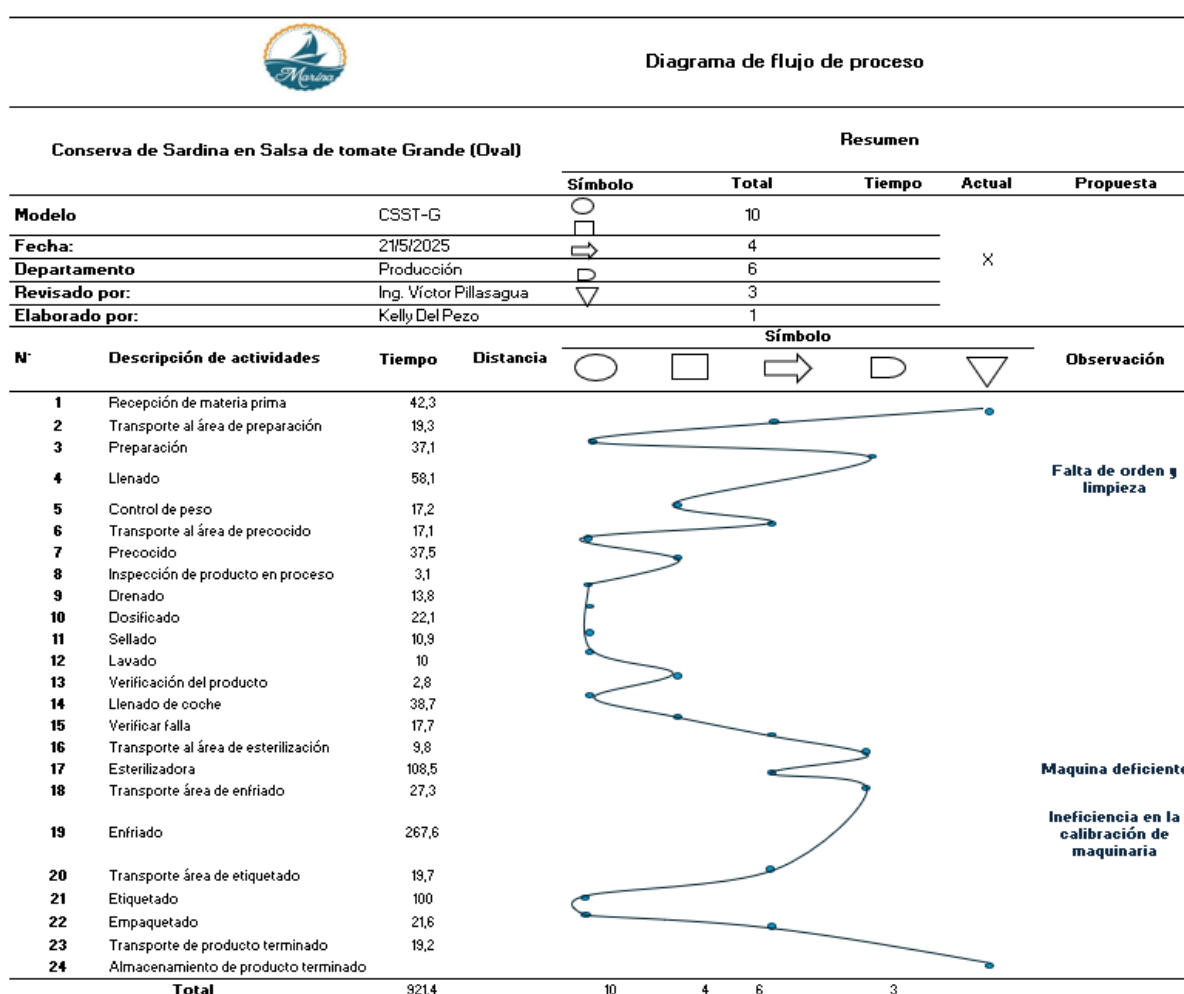 Marina
Diagrama de flujo de proceso
Conserva de Sardina en Salsa de tomate Grande (Oval)
Resumen
Símbolo Total Tiempo Actual Propuesta
Modelo CSST-G 10
Fecha: 21/5/2025 4
X
Departamento Producción 6
Revisado por: Ing. Víctor Pillasagua 3
Elaborado por: Kelly Del Pezo 1
Símbolo
N° Descripción de actividades Tiempo Distancia Observación
1 Recepción de materia prima 42,3
2 Transporte al área de preparación 19,3
3 Preparación 37,1
4 Llenado 58,1 Falta de orden y
limpieza
5 Control de peso 17,2
6 Transporte al área de precocido 17,1
7 Precocido 37,5
8 Inspección de producto en proceso 3,1
9 Drenado 13,8
10 Dosificado 22,1
11 Sellado 10,9
12 Lavado 10
13 Verificación del producto 2,8
14 Llenado de coche 38,7
15 Verificar falla 17,7
16 Transporte al área de esterilización 9,8
17 Esterilizadora 108,5 Maquina deficiente
18 Transporte área de enfriado 27,3
19 Enfriado 267,6 Ineficiencia en la
calibración de
maquinaria
20 Transporte área de etiquetado 19,7
21 Etiquetado 100
22 Empaquetado 21,6
23 Transporte de producto terminado 19,2
24 Almacenamiento de producto terminado
Total 921.4 10 4 6 3